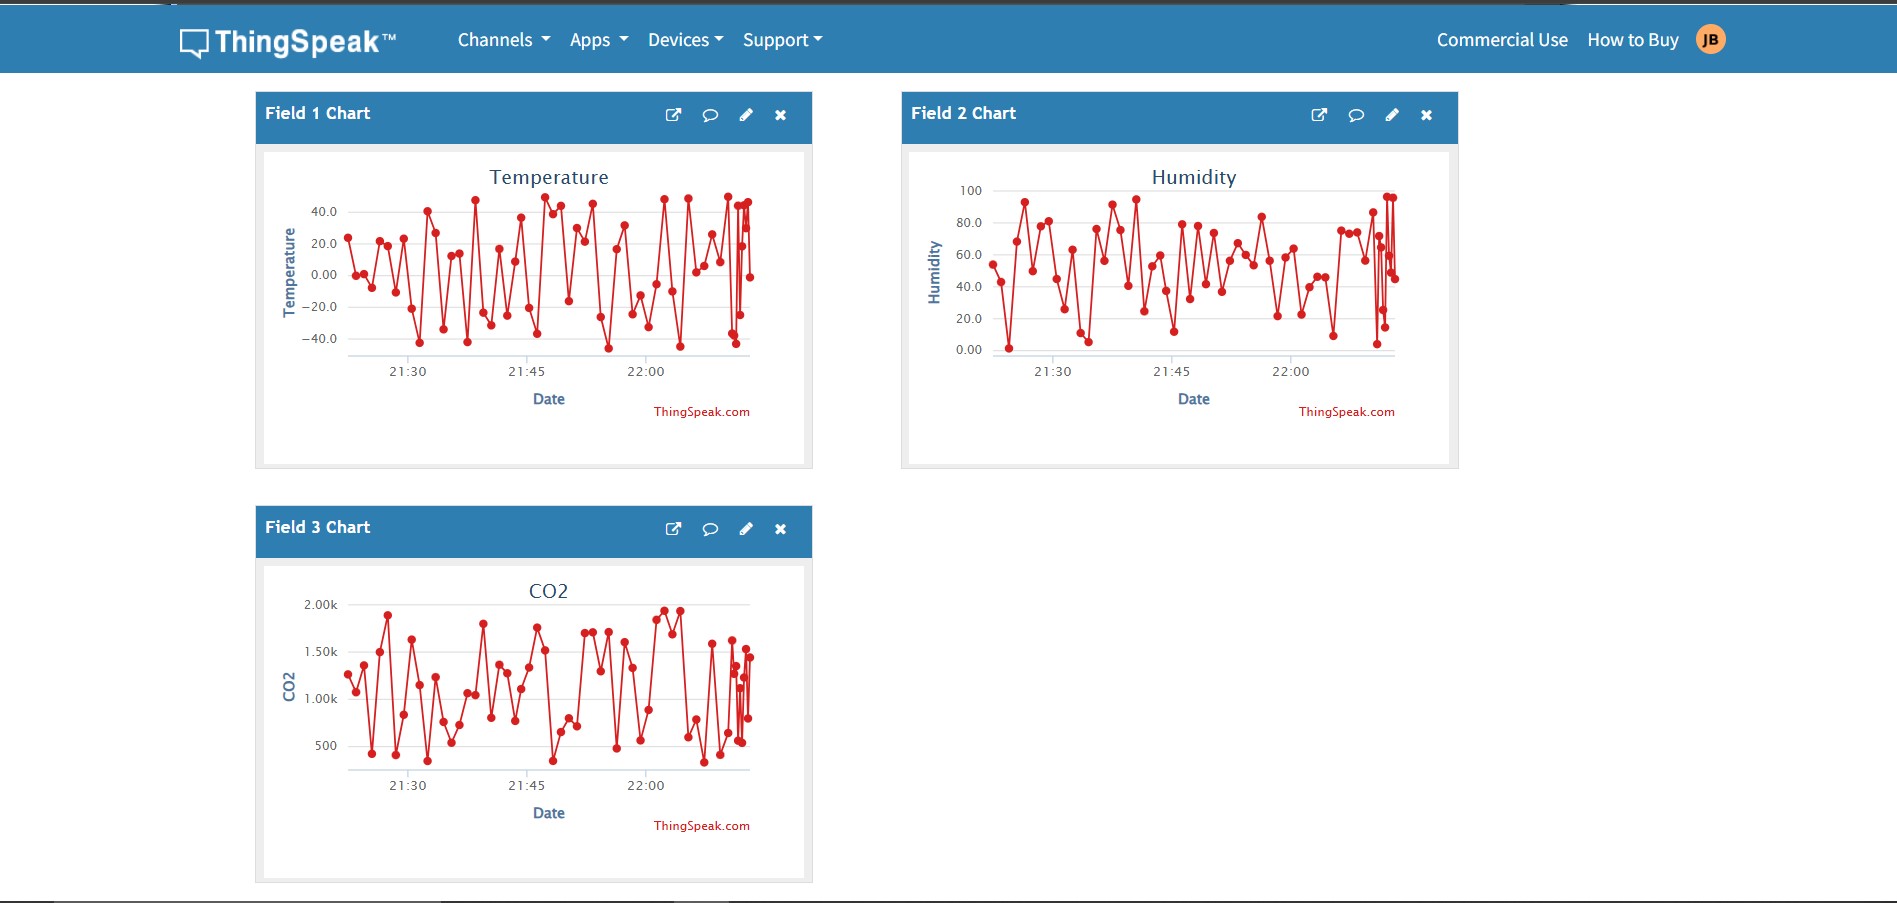 ThingSpeak™ Channels Apps Devices Support Commercial Use How to Buy JB
Field 1 Chart
Temperature
Temperature
40.0
20.0
0.00
−20.0
−40.0
21:30 21:45 22:00
Date
ThingSpeak.com
Field 2 Chart
Humidity
Humidity
100
80.0
60.0
40.0
20.0
0.00
21:30 21:45 22:00
Date
ThingSpeak.com
Field 3 Chart
CO2
CO2
2.00k
1.50k
1.00k
500
21:30 21:45 22:00
Date
ThingSpeak.com